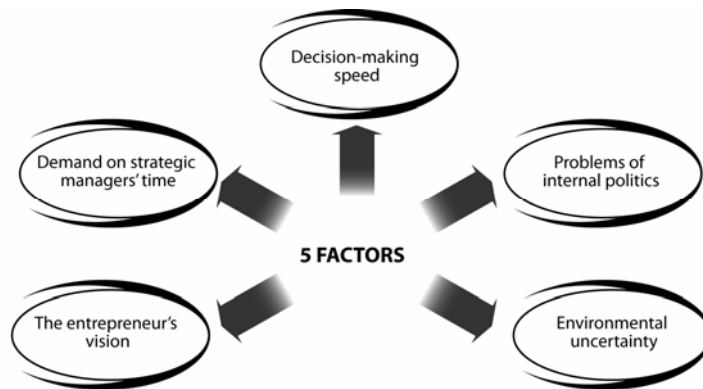 Decision-making
speed
Demand on strategic
managers' time
Problems of
internal politics
5 FACTORS
The entrepreneur's
vision
Environmental
uncertainty